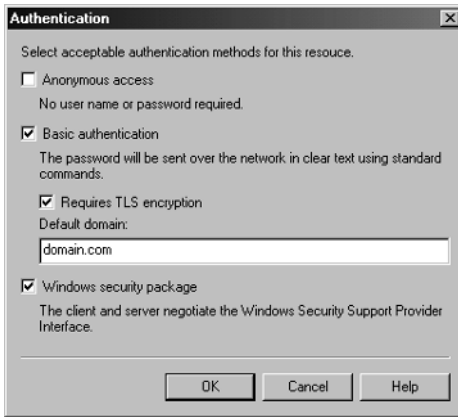 Authentication
Select acceptable authentication methods for this resouce.
Anonymous access
No user name or password required.
Basic authentication
The password will be sent over the network in clear text using standard
commands.
Requires TLS encryption
Default domain:
domain.com
Windows security package
The client and server negotiate the Windows Security Support Provider
Interface.
OK Cancel Help